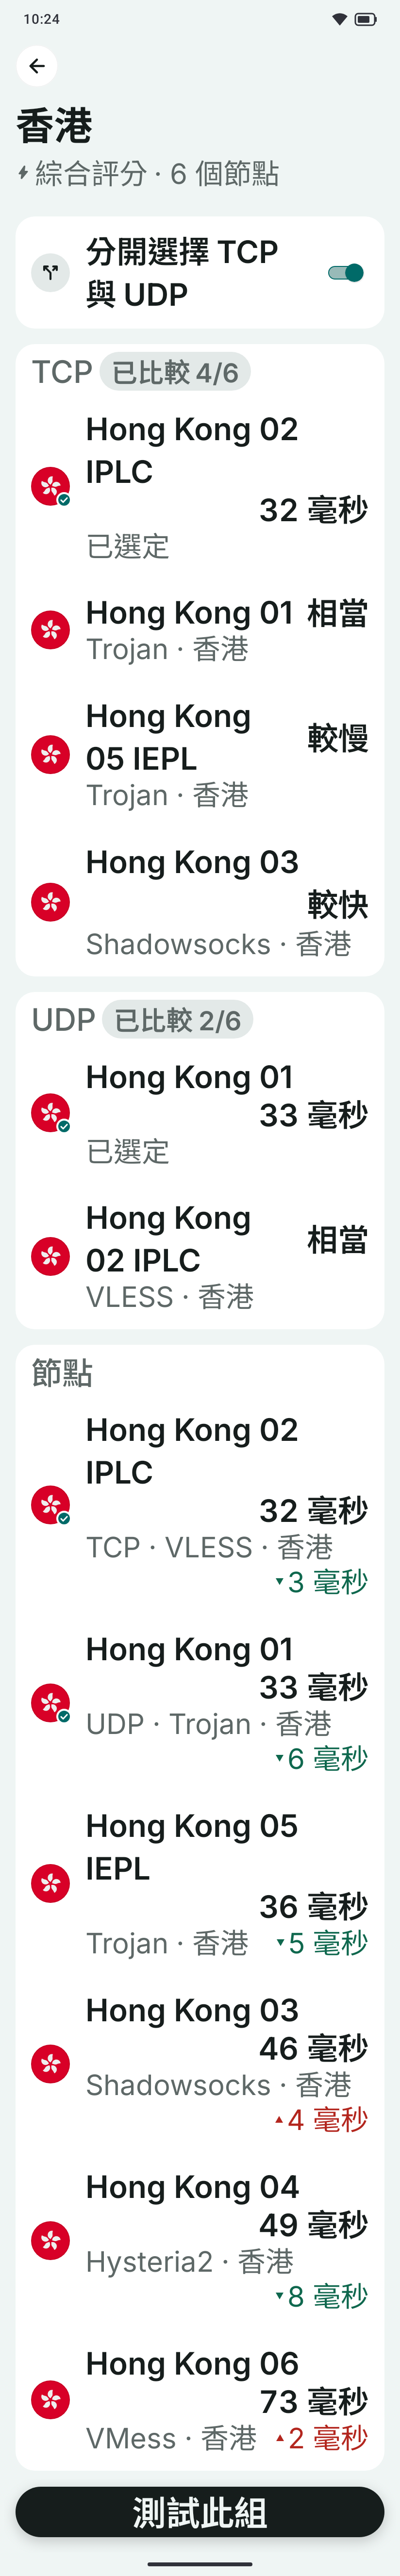 10:24
香港
綜合評分 · 6 個節點
分開選擇 TCP
與 UDP
TCP 已比較 4/6
Hong Kong 02
IPLC
32 毫秒
已選定
Hong Kong 01 相當
Trojan · 香港
Hong Kong
05 IEPL
較慢
Trojan · 香港
Hong Kong 03
較快
Shadowsocks · 香港
UDP 已比較 2/6
Hong Kong 01
33 毫秒
已選定
Hong Kong
02 IPLC
相當
VLESS · 香港
節點
Hong Kong 02
IPLC
32 毫秒
TCP · VLESS · 香港
▾3 毫秒
Hong Kong 01
33 毫秒
UDP · Trojan · 香港
▾6 毫秒
Hong Kong 05
IEPL
36 毫秒
Trojan · 香港 ▾5 毫秒
Hong Kong 03
46 毫秒
Shadowsocks · 香港
▴4 毫秒
Hong Kong 04
49 毫秒
Hysteria2 · 香港
▾8 毫秒
Hong Kong 06
73 毫秒
VMess · 香港 ▴2 毫秒
測試此組